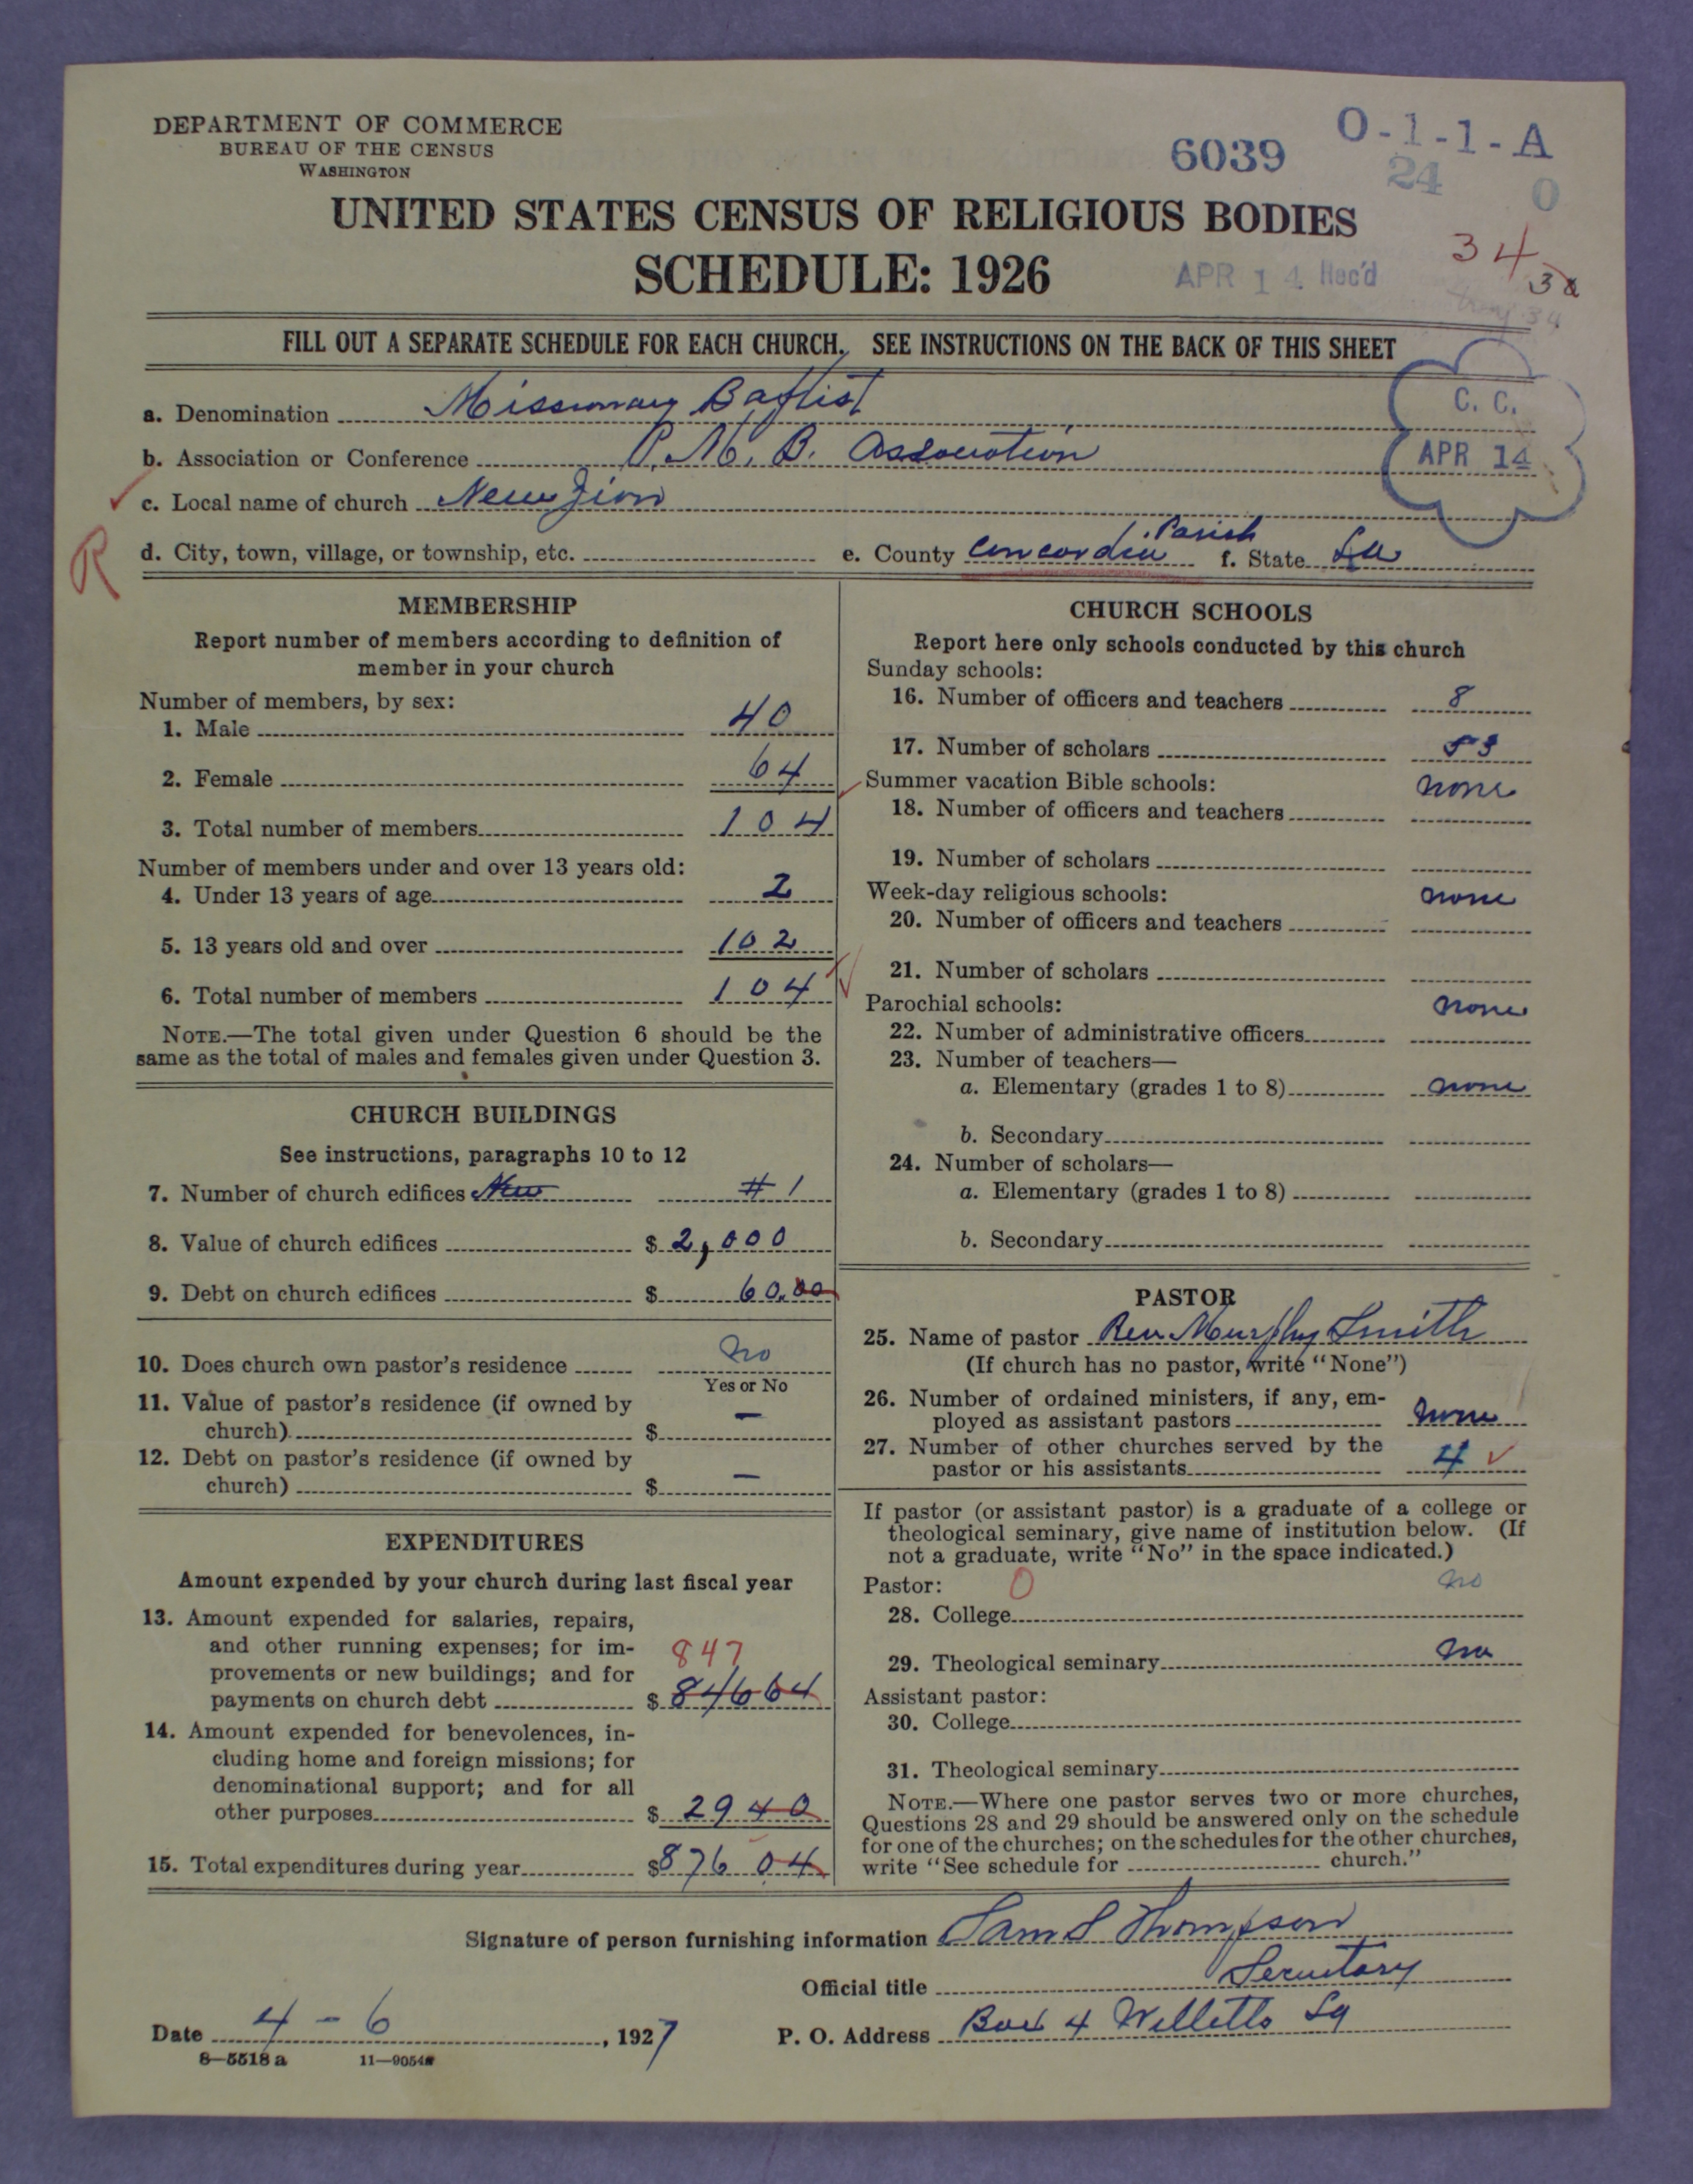 DEPARTMENT OF COMMERCE
BUREAU OF THE CENSUS
WASHINGTON
6039
O-1-1-A
24 0
UNITED STATES CENSUS OF RELIGIOUS BODIES
SCHEDULE: 1926
APR 14 Rec'd
34
FILL OUT A SEPARATE SCHEDULE FOR EACH CHURCH. SEE INSTRUCTIONS ON THE BACK OF THIS SHEET
C. C.
APR 14
a. Denomination Missionary Baptist
b. Association or Conference P. M. B. Association
c. Local name of church New Zion
R
d. City, town, village, or township, etc. e. County Concordia Parish f. State La
MEMBERSHIP
Report number of members according to definition of
member in your church
Number of members, by sex:
1. Male 40
2. Female 64
3. Total number of members 104
Number of members under and over 13 years old:
4. Under 13 years of age 2
5. 13 years old and over 102
6. Total number of members 104
NOTE.—The total given under Question 6 should be the
same as the total of males and females given under Question 3.
CHURCH BUILDINGS
See instructions, paragraphs 10 to 12
7. Number of church edifices New # 1
8. Value of church edifices $ 2,000
9. Debt on church edifices $ 60.00
10. Does church own pastor's residence No
Yes or No
11. Value of pastor's residence (if owned by
church) $ —
12. Debt on pastor's residence (if owned by
church) $ —
EXPENDITURES
Amount expended by your church during last fiscal year
13. Amount expended for salaries, repairs,
and other running expenses; for im-
provements or new buildings; and for 847
payments on church debt $ 84664
14. Amount expended for benevolences, in-
cluding home and foreign missions; for
denominational support; and for all
other purposes $ 2940
15. Total expenditures during year $876 04
CHURCH SCHOOLS
Report here only schools conducted by this church
Sunday schools:
16. Number of officers and teachers 8
17. Number of scholars 53
Summer vacation Bible schools: none
18. Number of officers and teachers
19. Number of scholars
Week-day religious schools: none
20. Number of officers and teachers
21. Number of scholars
Parochial schools: none
22. Number of administrative officers
23. Number of teachers—
a. Elementary (grades 1 to 8) none
b. Secondary
24. Number of scholars—
a. Elementary (grades 1 to 8)
b. Secondary
PASTOR
25. Name of pastor Rev Murphy Smith
(If church has no pastor, write "None")
26. Number of ordained ministers, if any, em-
ployed as assistant pastors none
27. Number of other churches served by the
pastor or his assistants 4
If pastor (or assistant pastor) is a graduate of a college or
theological seminary, give name of institution below. (If
not a graduate, write "No" in the space indicated.)
Pastor: 0 no
28. College
29. Theological seminary no
Assistant pastor:
30. College
31. Theological seminary
NOTE.—Where one pastor serves two or more churches,
Questions 28 and 29 should be answered only on the schedule
for one of the churches; on the schedules for the other churches,
write "See schedule for church."
Signature of person furnishing information Sam S Thompson
Official title Secretary
Date 4 - 6, 1927 P. O. Address Box 4 Willetts La
8—5518 a 11—9054